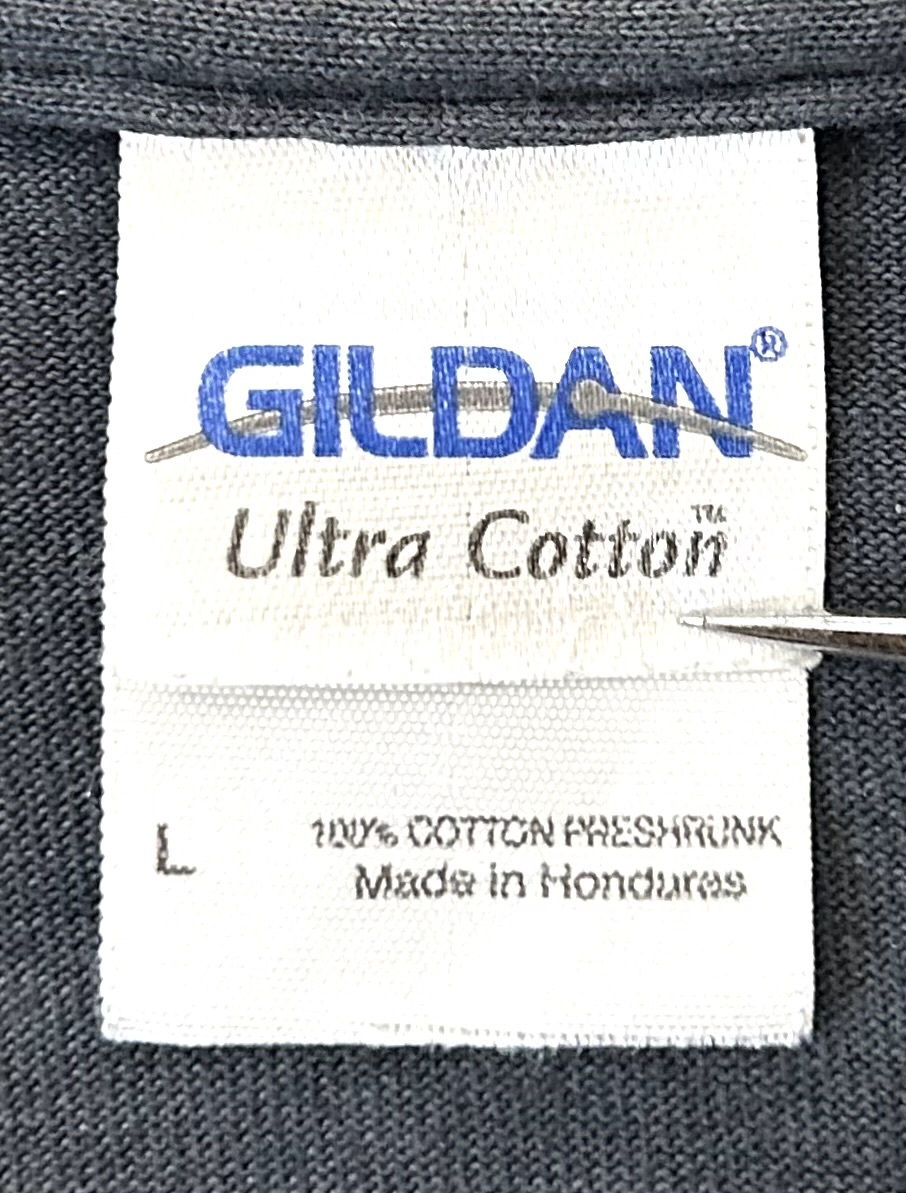 GILDAN®
Ultra Cotton™
L 100% COTTON PRESHRUNK
Made in Honduras